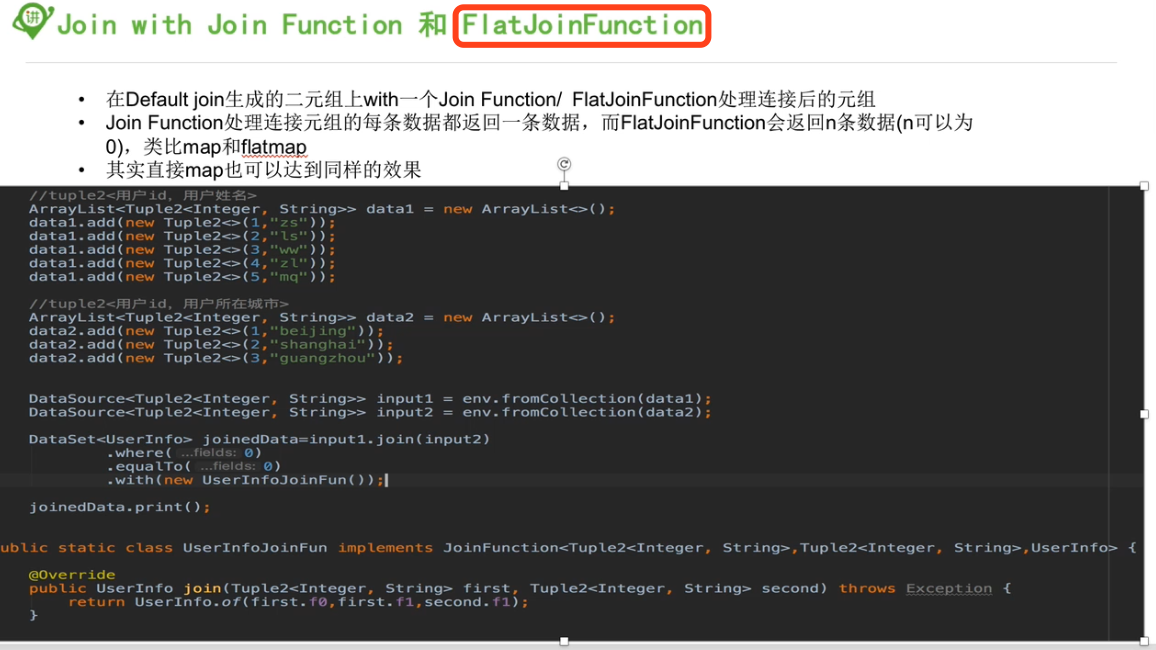 讲
Join with Join Function 和 FlatJoinFunction
• 在Default join生成的二元组上with一个Join Function/ FlatJoinFunction处理连接后的元组
• Join Function处理连接元组的每条数据都返回一条数据，而FlatJoinFunction会返回n条数据(n可以为
0)，类比map和flatmap
• 其实直接map也可以达到同样的效果
//tuple2<用户id, 用户姓名>
ArrayList<Tuple2<Integer, String>> data1 = new ArrayList<>();
data1.add(new Tuple2<>(1,"zs"));
data1.add(new Tuple2<>(2,"ls"));
data1.add(new Tuple2<>(3,"ww"));
data1.add(new Tuple2<>(4,"zl"));
data1.add(new Tuple2<>(5,"mq"));
//tuple2<用户id, 用户所在城市>
ArrayList<Tuple2<Integer, String>> data2 = new ArrayList<>();
data2.add(new Tuple2<>(1,"beijing"));
data2.add(new Tuple2<>(2,"shanghai"));
data2.add(new Tuple2<>(3,"guangzhou"));
DataSource<Tuple2<Integer, String>> input1 = env.fromCollection(data1);
DataSource<Tuple2<Integer, String>> input2 = env.fromCollection(data2);
DataSet<UserInfo> joinedData=input1.join(input2)
.where( ...fields: 0)
.equalTo( ...fields: 0)
.with(new UserInfoJoinFun());
joinedData.print();
ublic static class UserInfoJoinFun implements JoinFunction<Tuple2<Integer, String>,Tuple2<Integer, String>,UserInfo> {
@Override
public UserInfo join(Tuple2<Integer, String> first, Tuple2<Integer, String> second) throws Exception {
return UserInfo.of(first.f0,first.f1,second.f1);
}